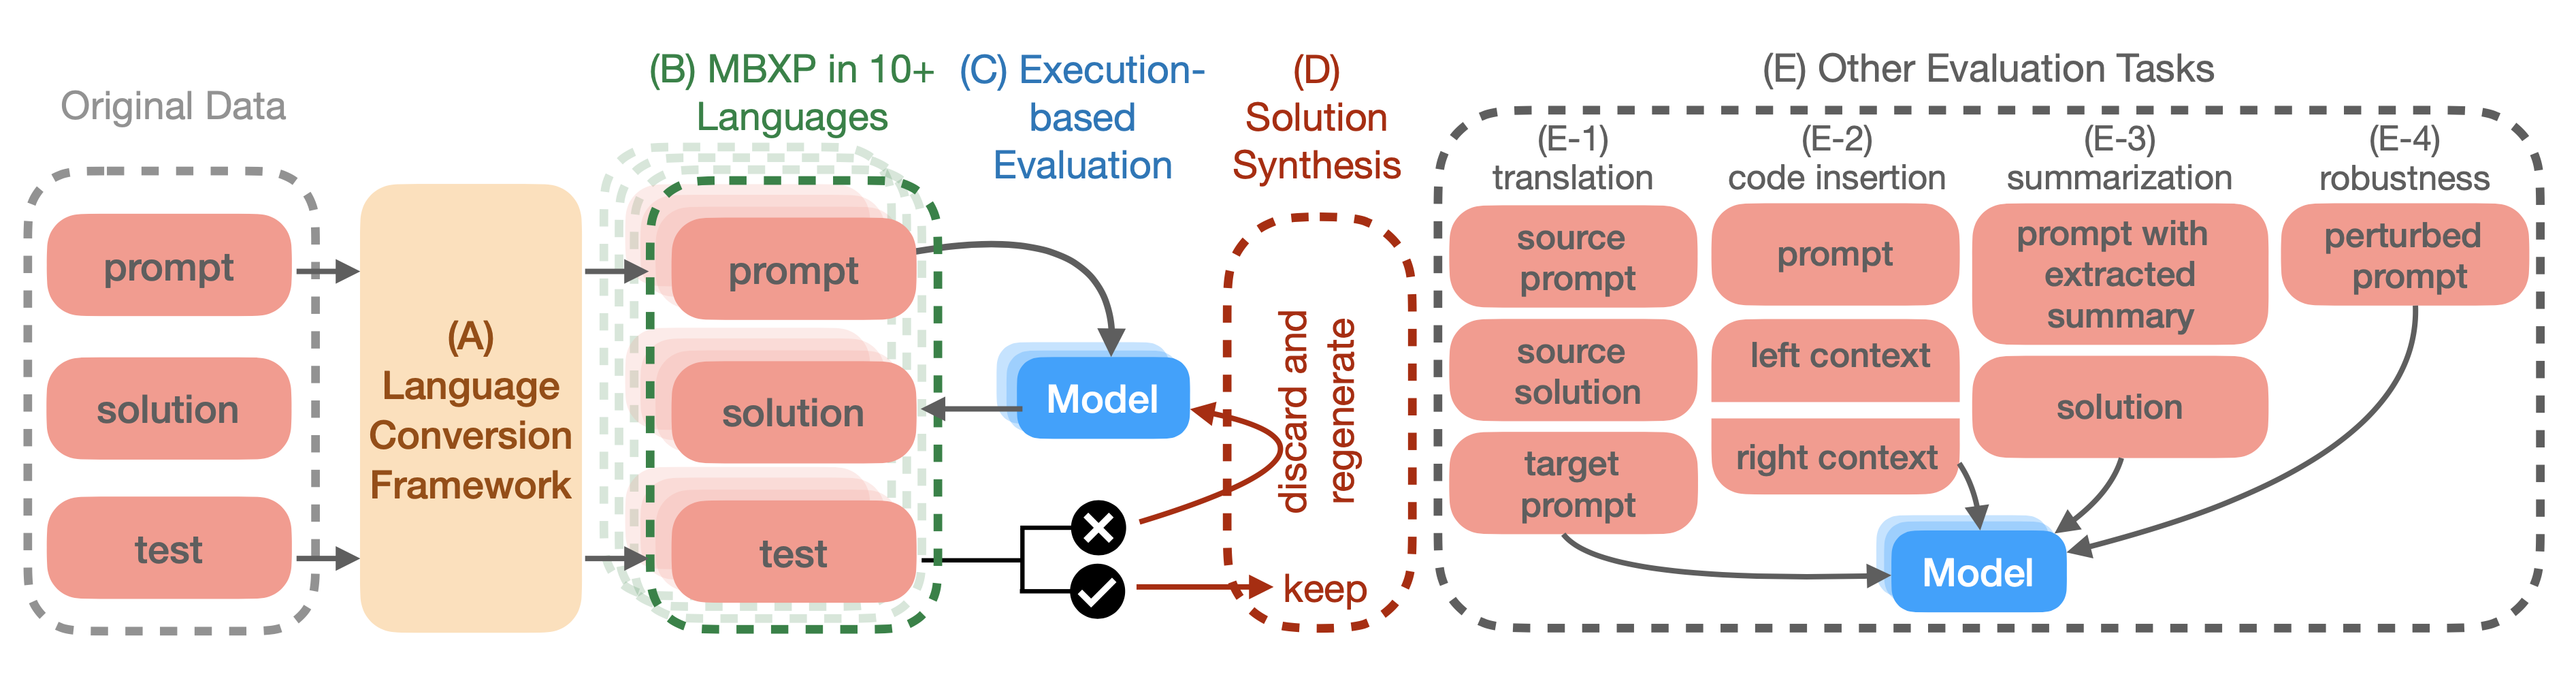 Original Data
prompt
solution
test
(A)
Language
Conversion
Framework
(B) MBXP in 10+
Languages
prompt
solution
test
(C) Execution-
based
Evaluation
Model
(D)
Solution
Synthesis
discard and
regenerate
keep
(E) Other Evaluation Tasks
(E-1)
translation
source
prompt
source
solution
target
prompt
(E-2)
code insertion
prompt
left context
right context
(E-3)
summarization
prompt with
extracted
summary
solution
(E-4)
robustness
perturbed
prompt
Model